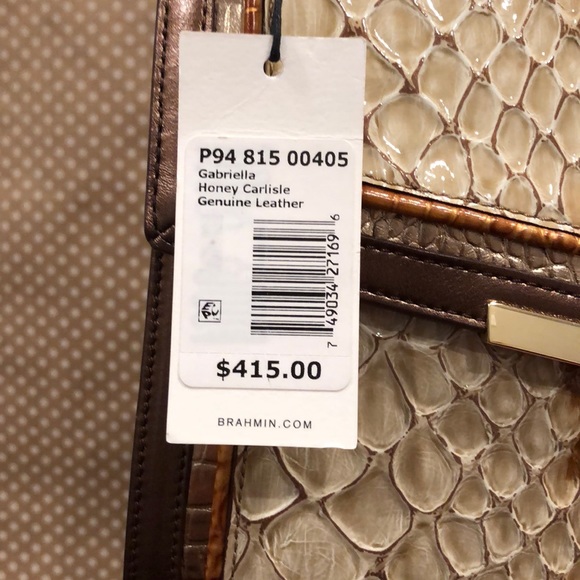 P94 815 00405
Gabriella
Honey Carlisle
Genuine Leather
7 49034 27169 6
$415.00
BRAHMIN.COM